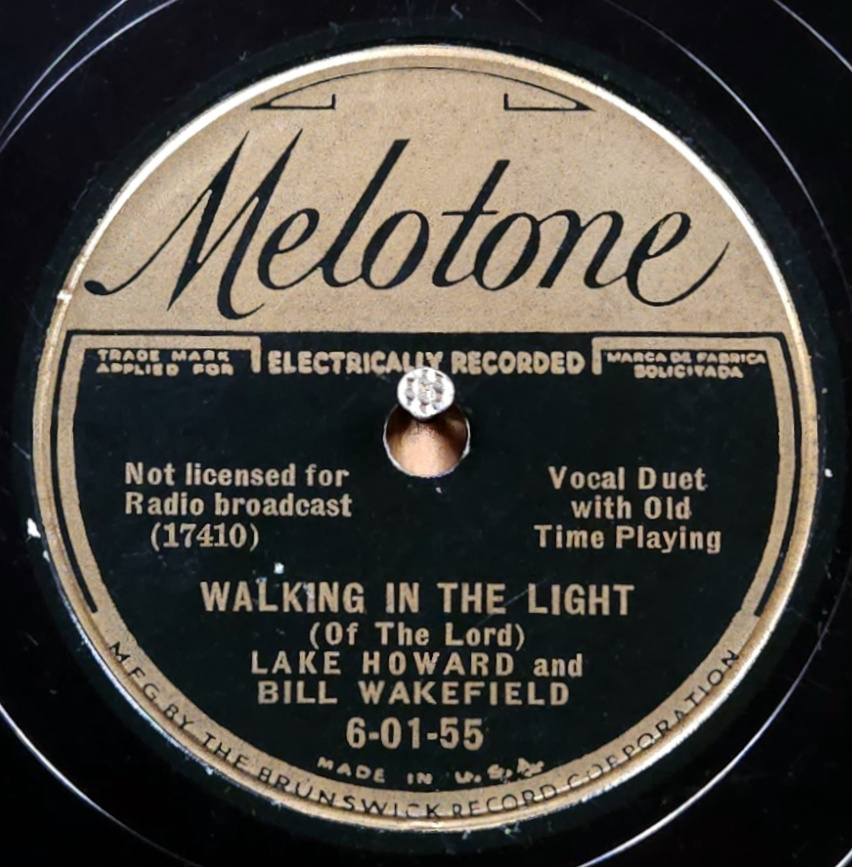 Melotone
TRADE MARK
APPLIED FOR
ELECTRICALLY RECORDED
MARCA DE FABRICA
SOLICITADA
Not licensed for
Radio broadcast
(17410)
Vocal Duet
with Old
Time Playing
WALKING IN THE LIGHT
(Of The Lord)
LAKE HOWARD and
BILL WAKEFIELD
6-01-55
MADE IN U.S.A.
MFG. BY THE BRUNSWICK RECORD CORPORATION